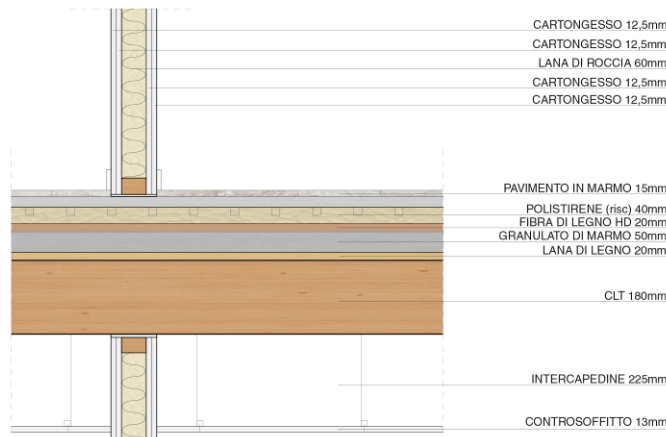 CARTONGESSO 12,5mm
CARTONGESSO 12,5mm
LANA DI ROCCIA 60mm
CARTONGESSO 12,5mm
CARTONGESSO 12,5mm
PAVIMENTO IN MARMO 15mm
POLISTIRENE (risc) 40mm
FIBRA DI LEGNO HD 20mm
GRANULATO DI MARMO 50mm
LANA DI LEGNO 20mm
CLT 180mm
INTERCAPEDINE 225mm
CONTROSOFFITTO 13mm